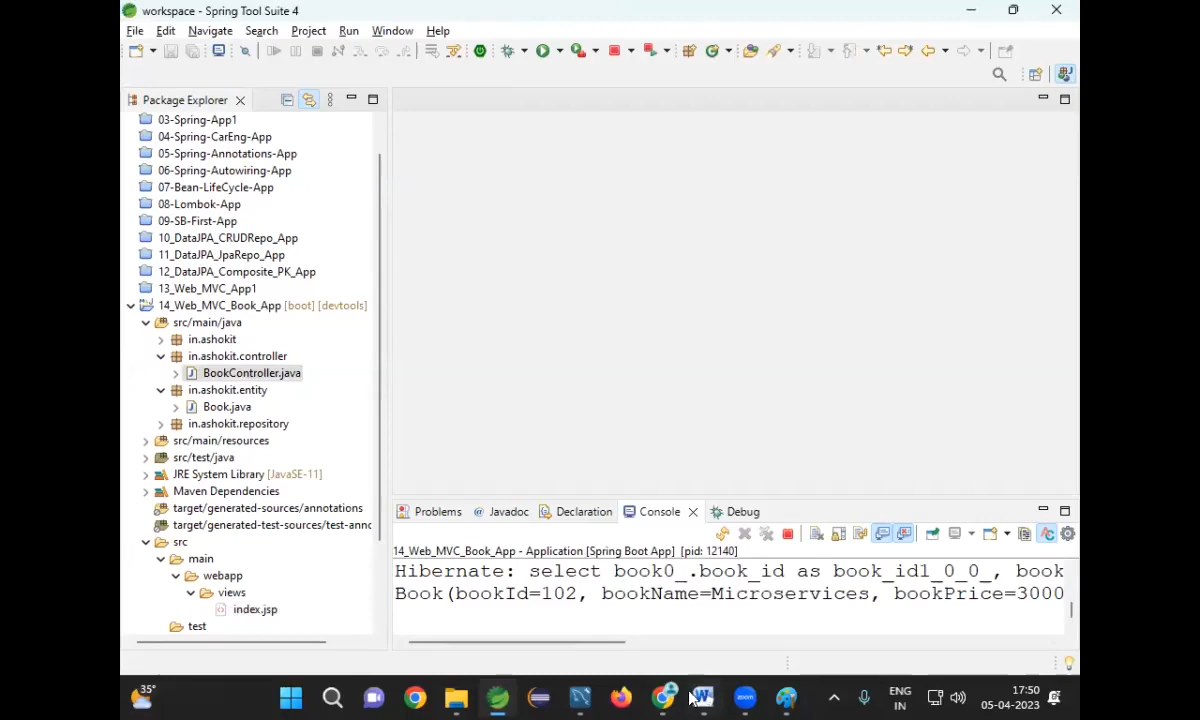 workspace - Spring Tool Suite 4
File Edit Navigate Search Project Run Window Help
Package Explorer
03-Spring-App1
04-Spring-CarEng-App
05-Spring-Annotations-App
06-Spring-Autowiring-App
07-Bean-LifeCycle-App
08-Lombok-App
09-SB-First-App
10_DataJPA_CRUDRepo_App
11_DataJPA_JpaRepo_App
12_DataJPA_Composite_PK_App
13_Web_MVC_App1
14_Web_MVC_Book_App [boot] [devtools]
src/main/java
in.ashokit
in.ashokit.controller
BookController.java
in.ashokit.entity
Book.java
in.ashokit.repository
src/main/resources
src/test/java
JRE System Library [JavaSE-11]
Maven Dependencies
target/generated-sources/annotations
target/generated-test-sources/test-anno
src
main
webapp
views
index.jsp
test
Problems @ Javadoc Declaration Console Debug
14_Web_MVC_Book_App - Application [Spring Boot App] [pid: 12140]
Hibernate: select book0_.book_id as book_id1_0_0_, book
Book(bookId=102, bookName=Microservices, bookPrice=3000
35°
zoom
ENG
IN
17:50
05-04-2023